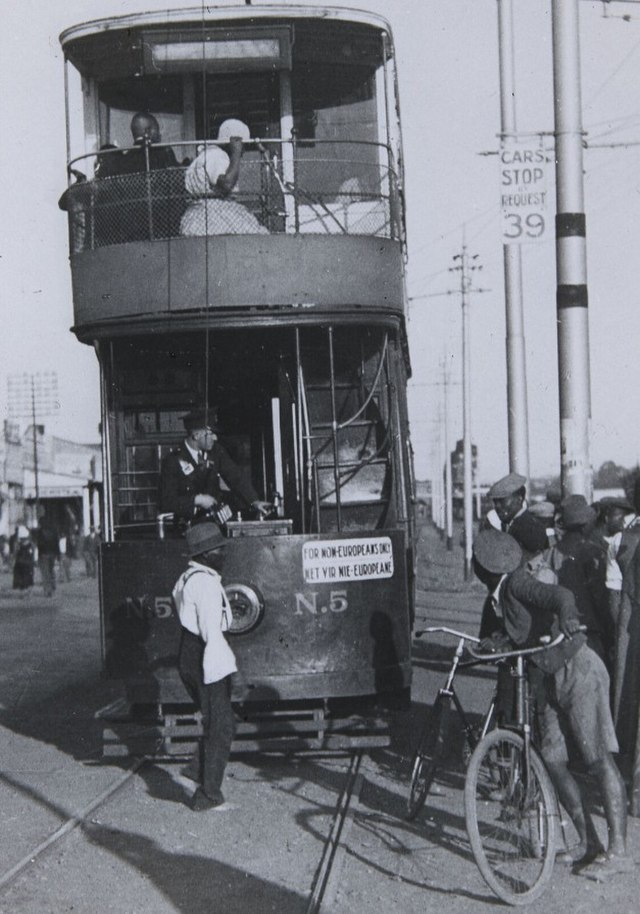 CARS
STOP
BY
REQUEST
39
FOR NON-EUROPEANS ONLY
NET VIR NIE-EUROPEANE
N.5
N.5